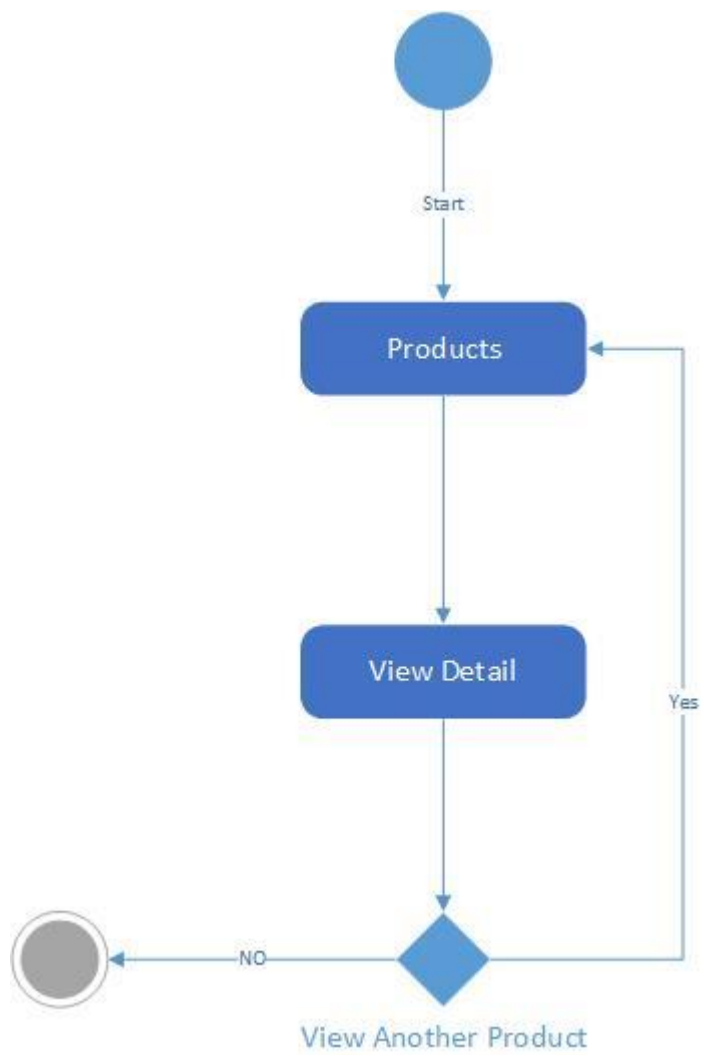 Start
Products
View Detail
Yes
NO
View Another Product